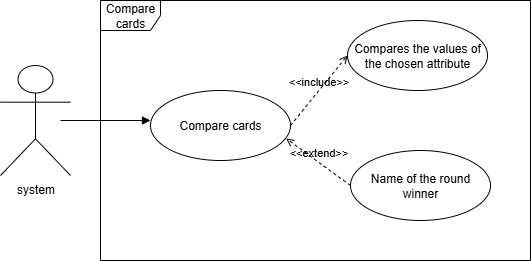 Compare
cards
Compares the values of
the chosen attribute
<<include>>
Compare cards
<<extend>>
Name of the round
winner
system